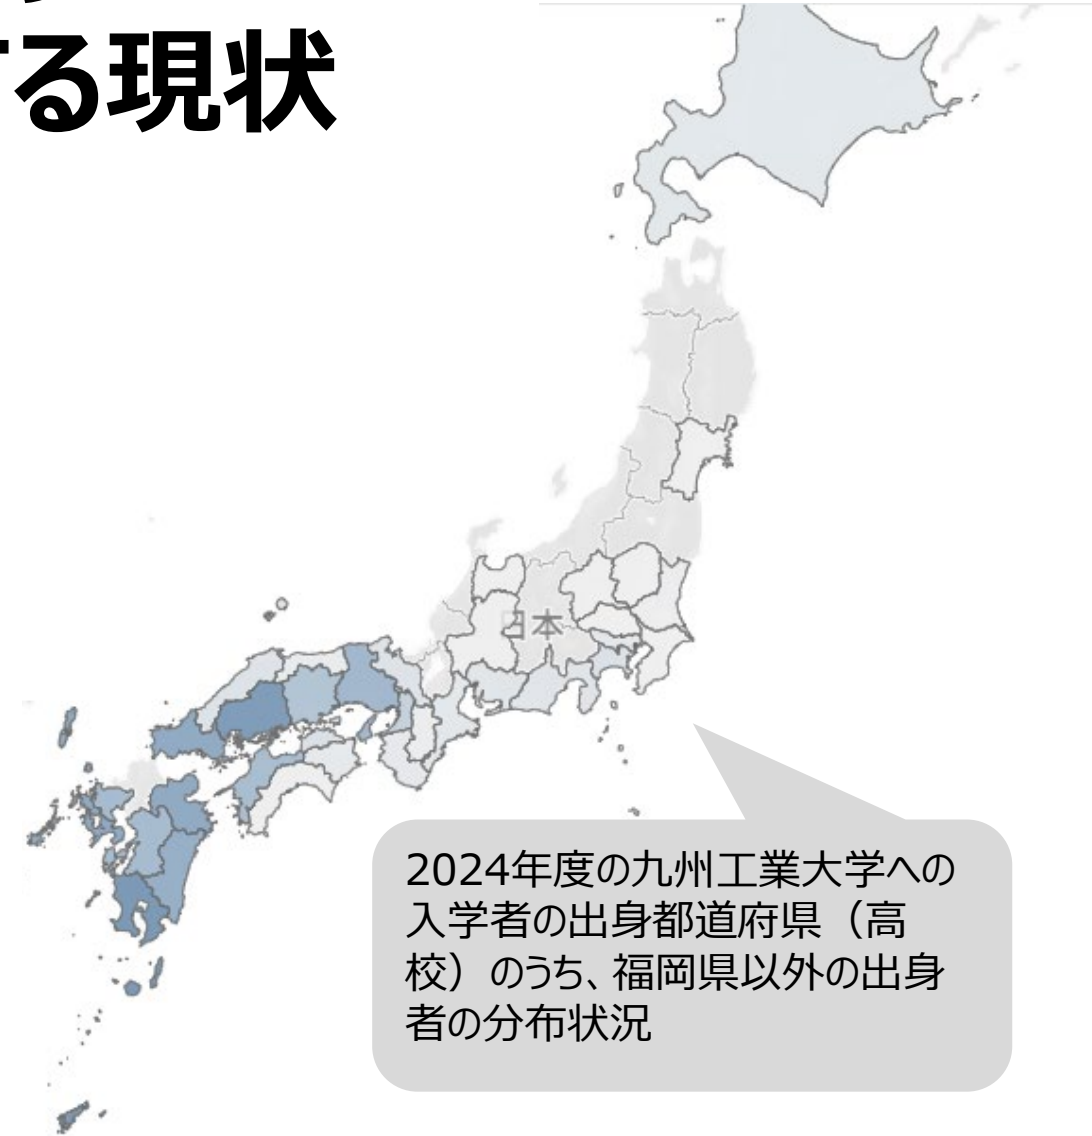 る現状
日本
2024年度の九州工業大学への
入学者の出身都道府県（高
校）のうち、福岡県以外の出身
者の分布状況